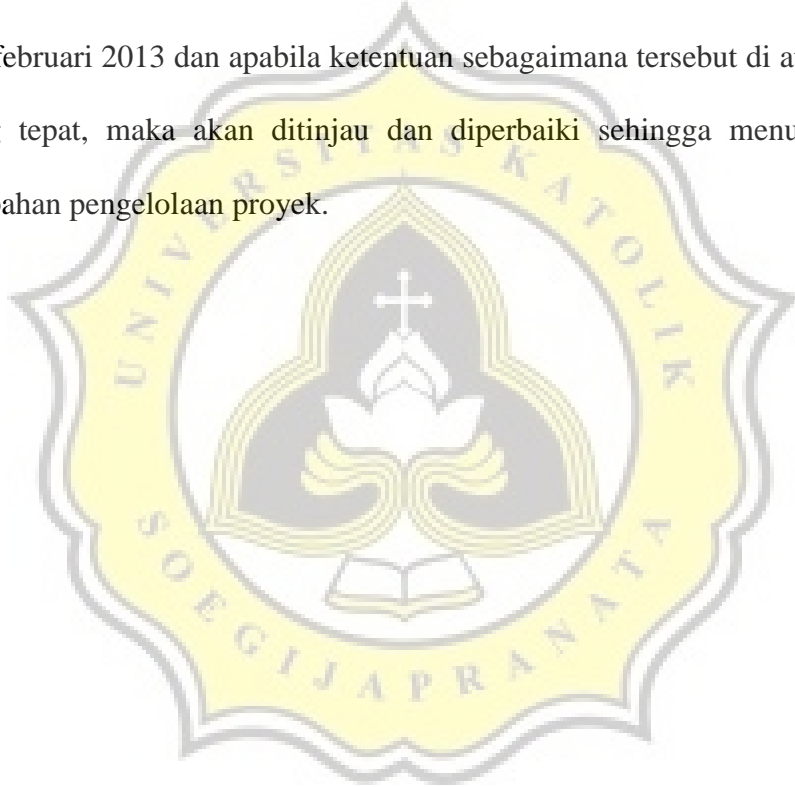 februari 2013 dan apabila ketentuan sebagaimana tersebut di
tepat, maka akan ditinjau dan diperbaiki sehingga
pengelolaan proyek.
UNIVERSITAS KATOLIK
SOEGIJAPRANATA